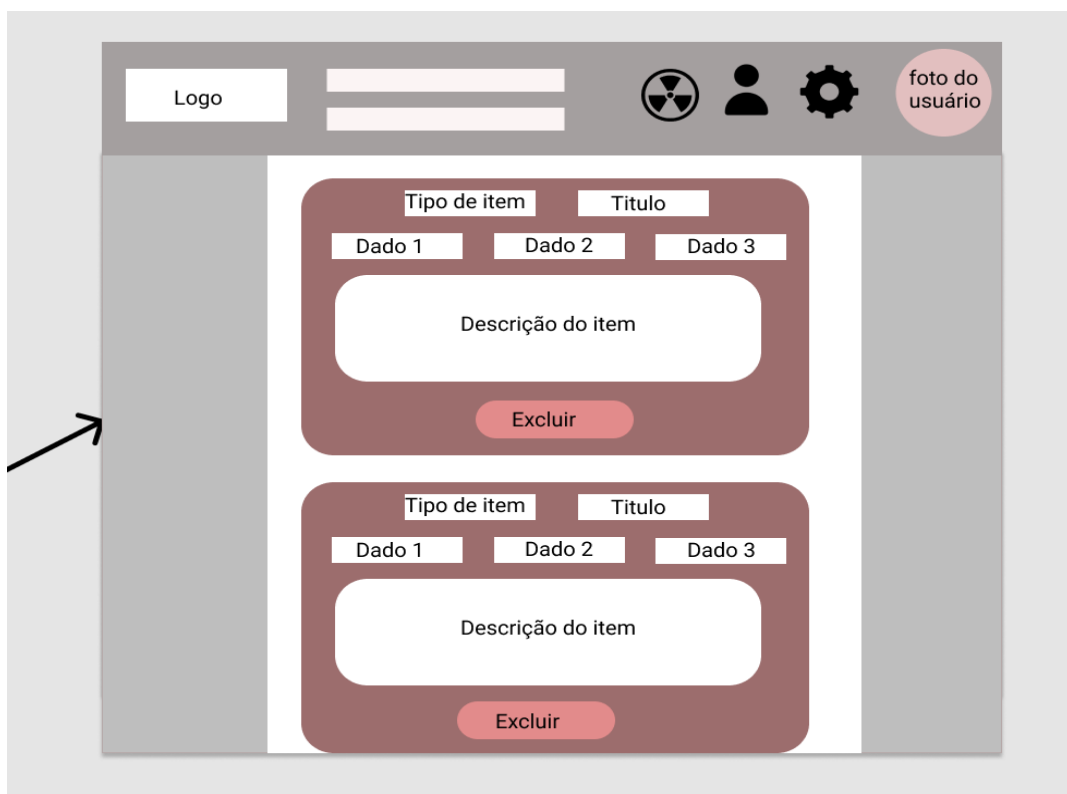 Logo
foto do
usuário
Tipo de item
Titulo
Dado 1
Dado 2
Dado 3
Descrição do item
Excluir
Tipo de item
Titulo
Dado 1
Dado 2
Dado 3
Descrição do item
Excluir